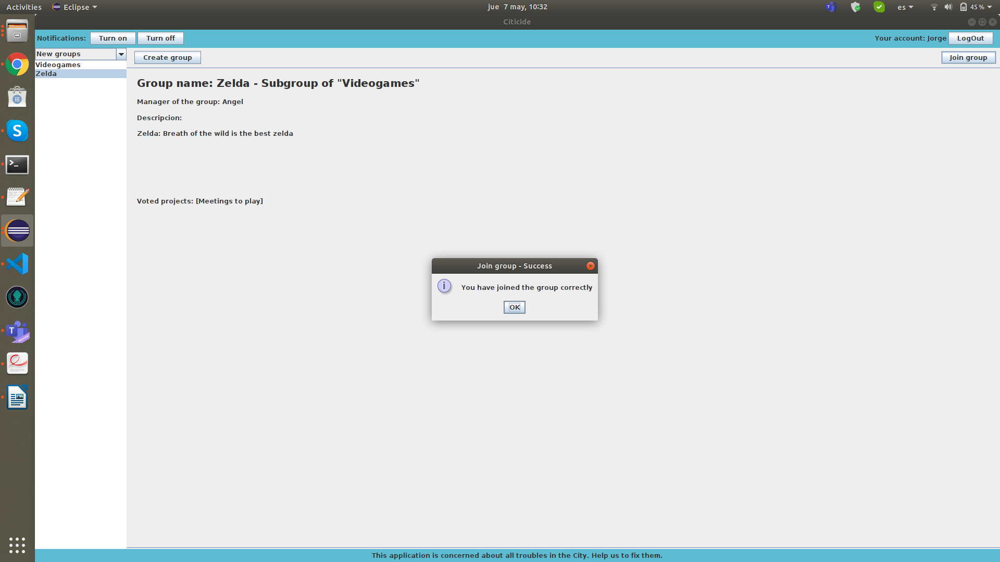 Activities Eclipse jue 7 may, 10:32 es 45 %
Citicide
Notifications: Turn on Turn off Your account: Jorge LogOut
New groups Create group Join group
Videogames
Zelda
Group name: Zelda - Subgroup of "Videogames"
Manager of the group: Angel
Descripcion:
Zelda: Breath of the wild is the best zelda
Voted projects: [Meetings to play]
Join group - Success
You have joined the group correctly
OK
This application is concerned about all troubles in the City. Help us to fix them.